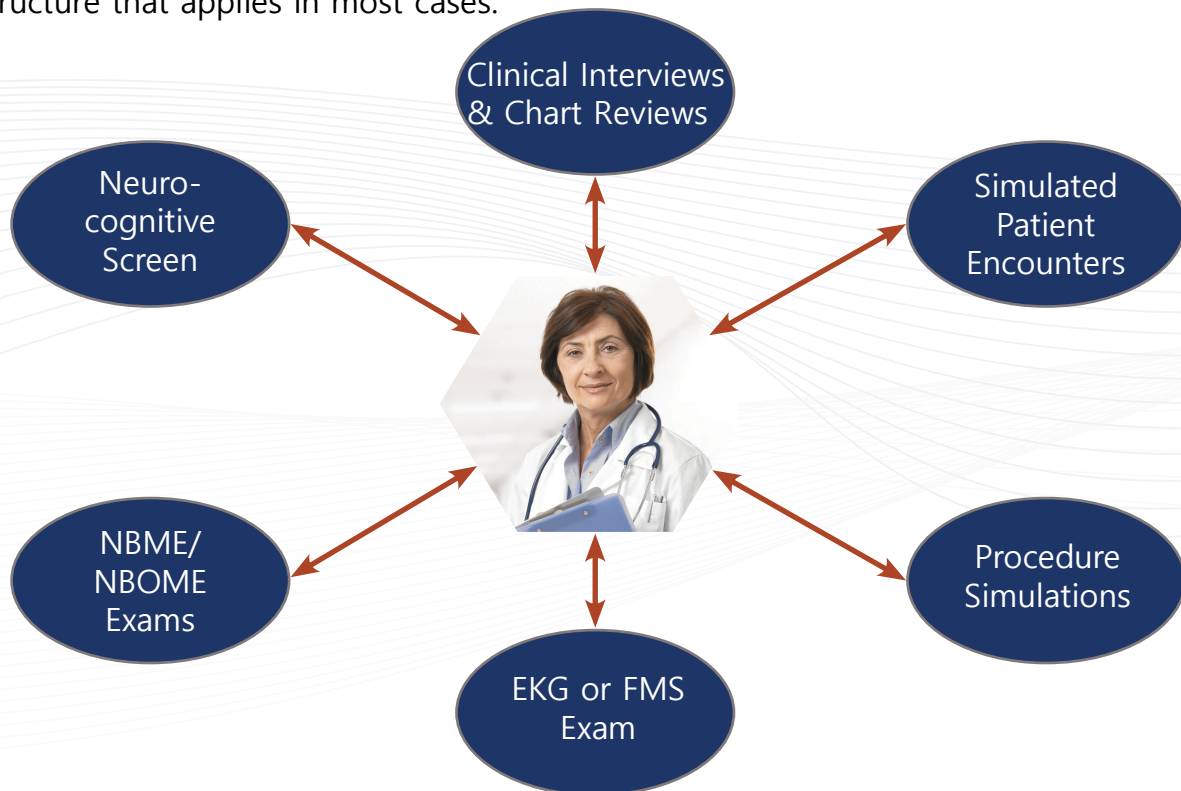 that applies in most cases.
Clinical Interviews
& Chart Reviews
Neuro-
cognitive
Screen
Simulated
Patient
Encounters
NBME/
NBOME
Exams
Procedure
Simulations
EKG or FMS
Exam